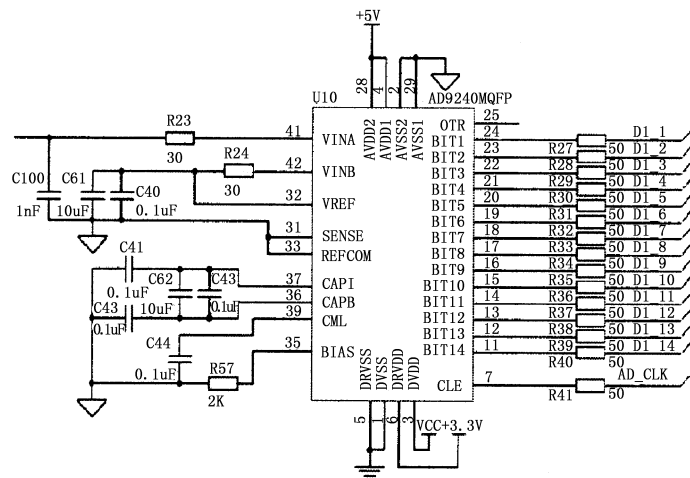 +5V
U10
28
4
2
29
AD9240MQFP
AVDD2
AVDD1
AVSS2
AVSS1
R23
30
41
VINA
R24
30
42
VINB
C100
1nF
C61
10uF
C40
0.1uF
32
VREF
31
SENSE
33
REFCOM
C41
0.1uF
C62
10uF
C43
0.1uF
C43
0.1uF
37
CAPI
36
CAPB
39
CML
C44
0.1uF
35
BIAS
R57
2K
OTR
25
BIT1
24
D1_1
BIT2
23
R27
50
D1_2
BIT3
22
R28
50
D1_3
BIT4
21
R29
50
D1_4
BIT5
20
R30
50
D1_5
BIT6
19
R31
50
D1_6
BIT7
18
R32
50
D1_7
BIT8
17
R33
50
D1_8
BIT9
16
R34
50
D1_9
BIT10
15
R35
50
D1_10
BIT11
14
R36
50
D1_11
BIT12
13
R37
50
D1_12
BIT13
12
R38
50
D1_13
BIT14
11
R39
50
D1_14
R40
50
CLE
7
AD_CLK
R41
50
DRVSS
DVSS
DRVDD
DVDD
5
1
6
3
VCC+3.3V